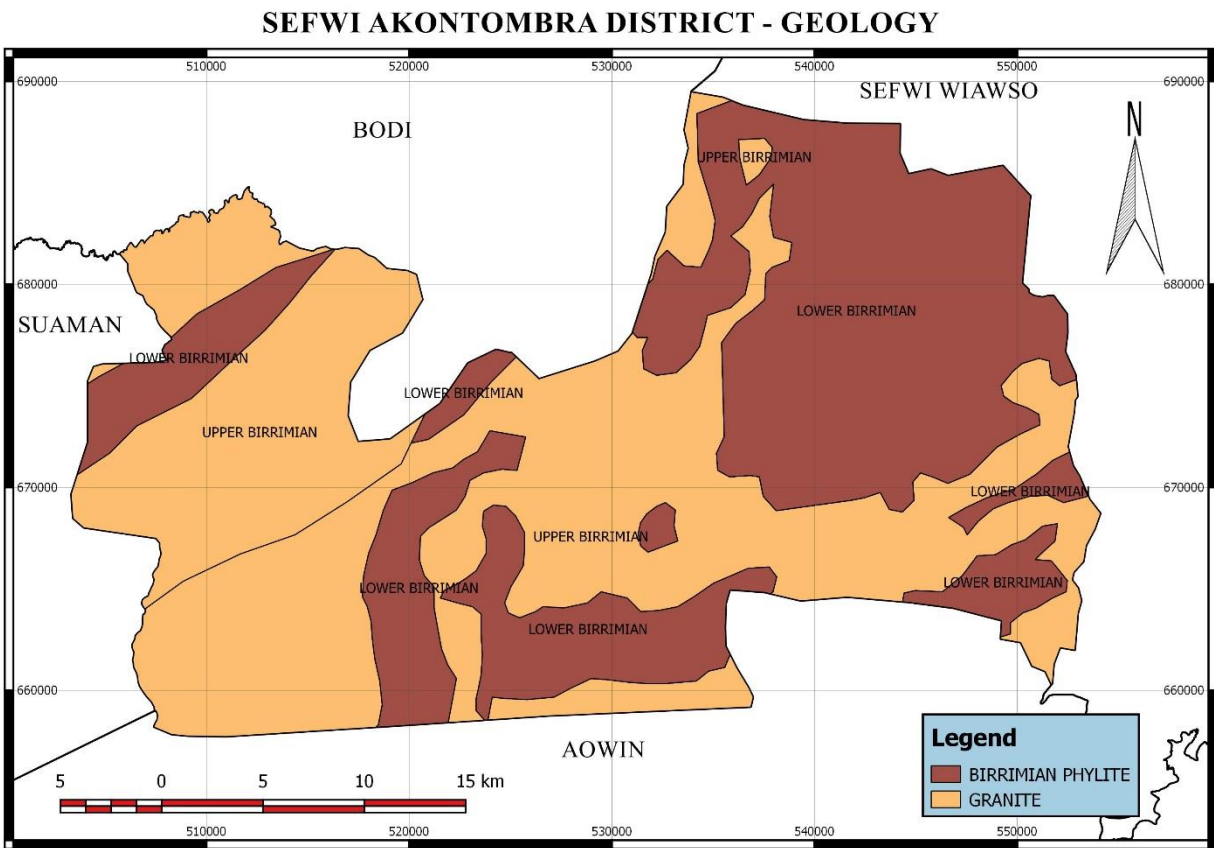 SEFWI AKONTOMBRA DISTRICT - GEOLOGY
510000 520000 530000 540000 550000
690000 690000
SEFWI WIAWSO
BODI
N
UPPER BIRRIMIAN
680000 680000
LOWER BIRRIMIAN
SUAMAN
LOWER BIRRIMIAN
LOWER BIRRIMIAN
UPPER BIRRIMIAN
670000 670000
LOWER BIRRIMIAN
UPPER BIRRIMIAN
LOWER BIRRIMIAN
LOWER BIRRIMIAN
LOWER BIRRIMIAN
660000 660000
AOWIN
Legend
BIRRIMIAN PHYLITE
GRANITE
5 0 5 10 15 km
510000 520000 530000 540000 550000